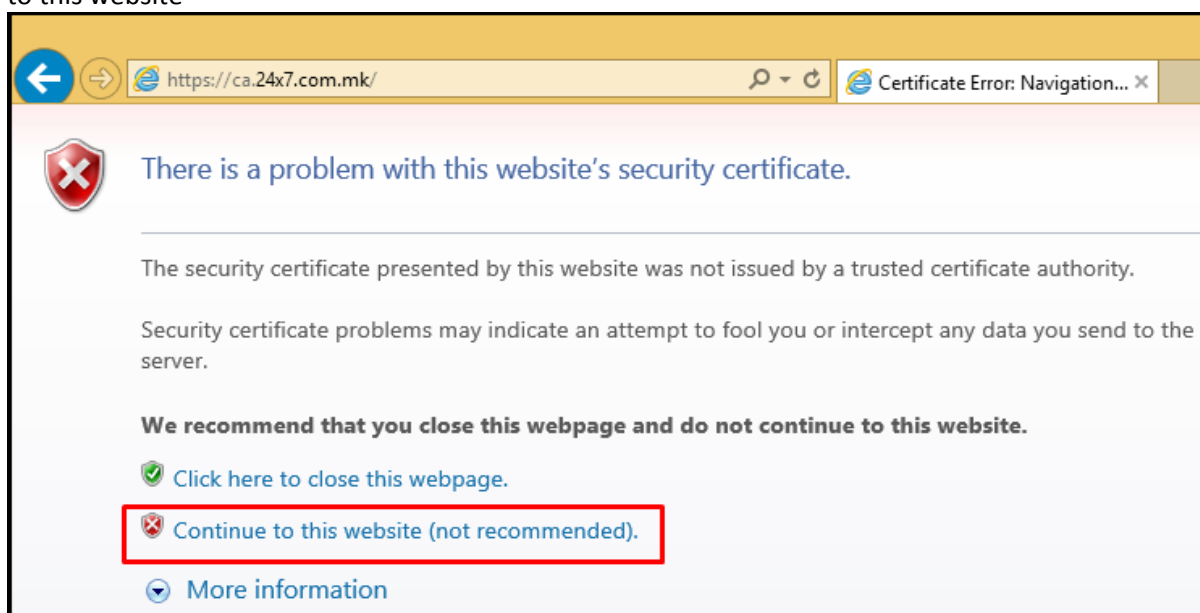 to this website
https://ca.24x7.com.mk/
Certificate Error: Navigation...
There is a problem with this website's security certificate.
The security certificate presented by this website was not issued by a trusted certificate authority.
Security certificate problems may indicate an attempt to fool you or intercept any data you send to the
server.
We recommend that you close this webpage and do not continue to this website.
Click here to close this webpage.
Continue to this website (not recommended).
More information